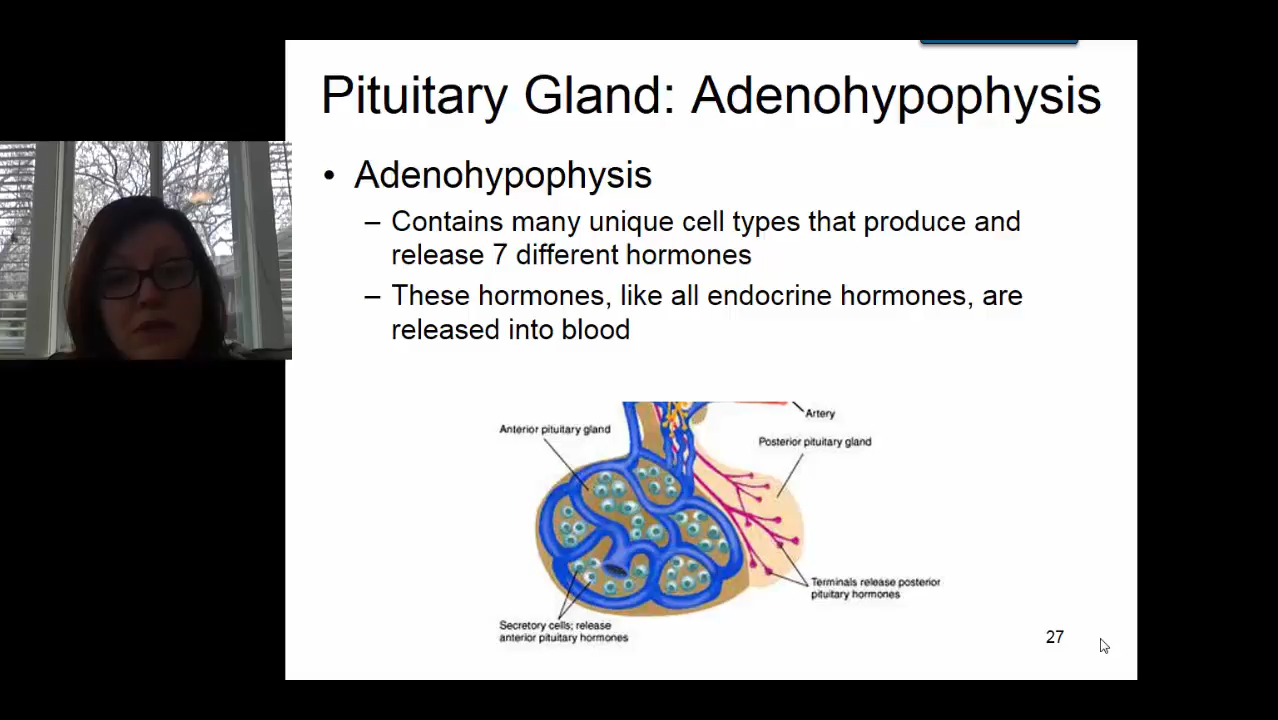 Pituitary Gland: Adenohypophysis
• Adenohypophysis
– Contains many unique cell types that produce and
release 7 different hormones
– These hormones, like all endocrine hormones, are
released into blood
Artery
Anterior pituitary gland
Posterior pituitary gland
Terminals release posterior
pituitary hormones
Secretory cells; release
anterior pituitary hormones
27